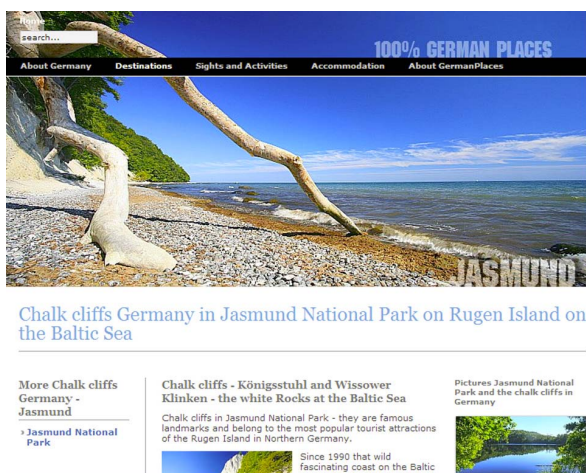 Home
search...
100% GERMAN PLACES
About Germany Destinations Sights and Activities Accommodation About GermanPlaces
JASMUND
Chalk cliffs Germany in Jasmund National Park on Rugen Island on
the Baltic Sea
More Chalk cliffs
Germany -
Jasmund
Jasmund National
Park
Chalk cliffs - Königsstuhl and Wissower
Klinken - the white Rocks at the Baltic Sea
Chalk cliffs in Jasmund National Park - they are famous
landmarks and belong to the most popular tourist attractions
of the Rugen Island in Northern Germany.
Since 1990 that wild
fascinating coast on the Baltic
Pictures Jasmund National
Park and the chalk cliffs in
Germany